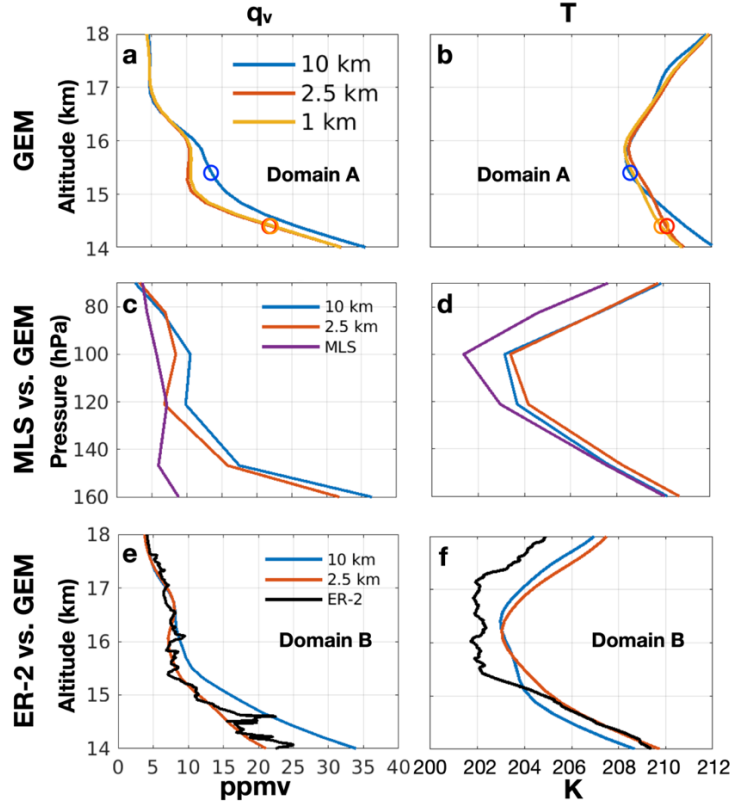 qv
T
GEM
Altitude (km)
18
17
16
15
14
a
10 km
2.5 km
1 km
Domain A
b
Domain A
MLS vs. GEM
Pressure (hPa)
80
100
120
140
160
c
10 km
2.5 km
MLS
d
ER-2 vs. GEM
Altitude (km)
18
17
16
15
14
e
10 km
2.5 km
ER-2
Domain B
f
Domain B
0 5 10 15 20 25 30 35 40
ppmv
200 202 204 206 208 210 212
K